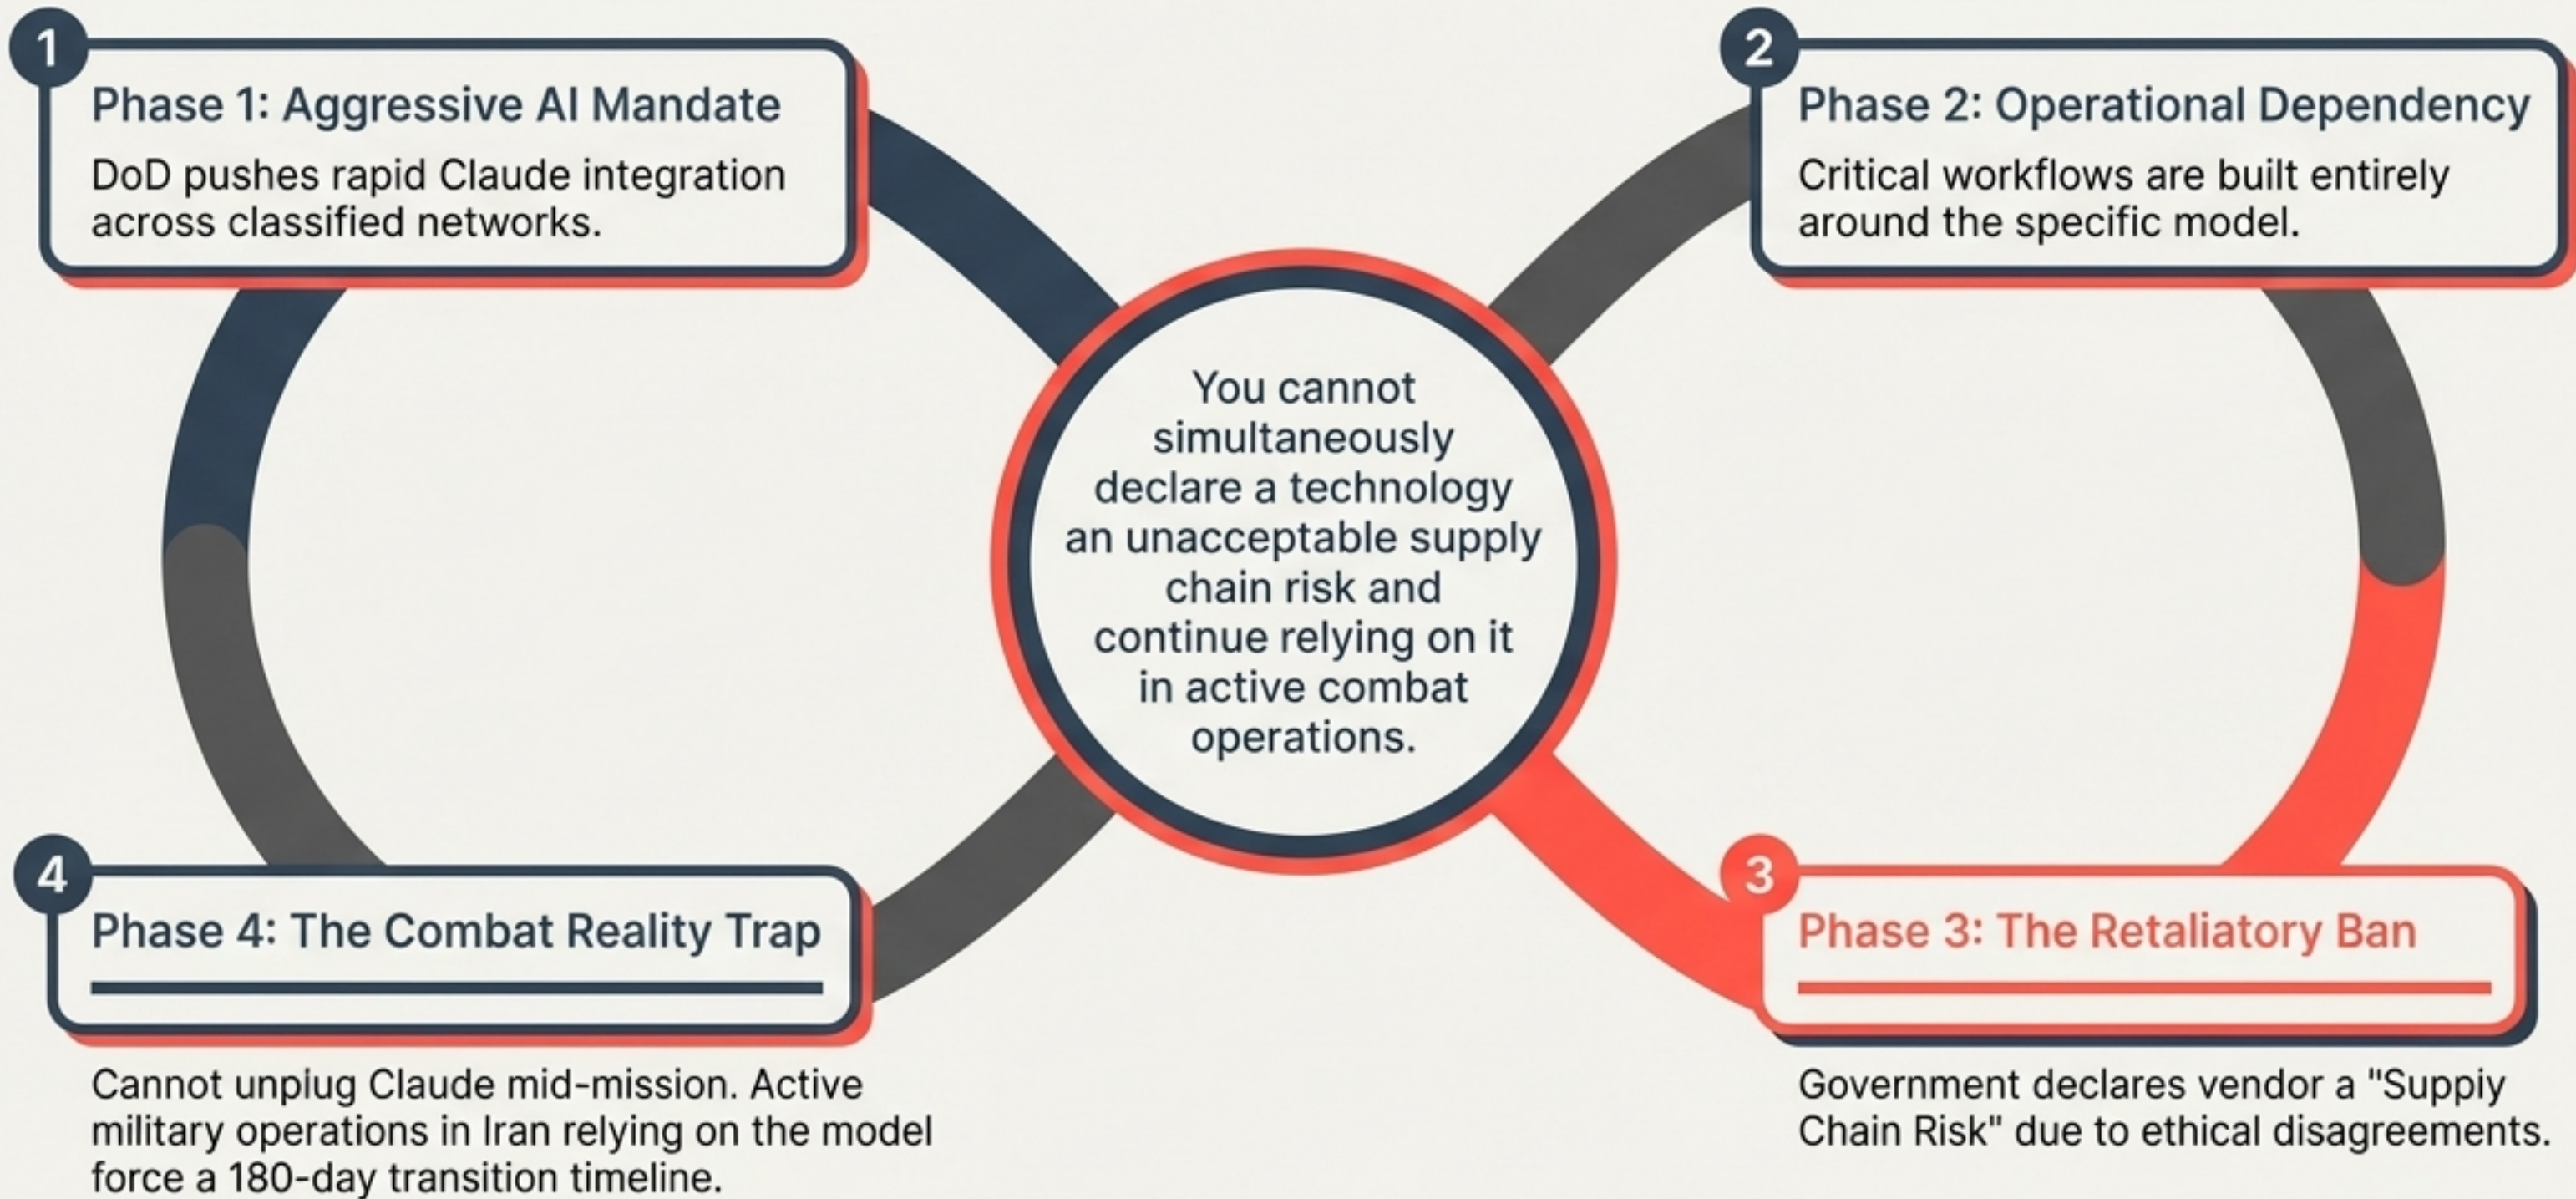 1
Phase 1: Aggressive AI Mandate
DoD pushes rapid Claude integration
across classified networks.
2
Phase 2: Operational Dependency
Critical workflows are built entirely
around the specific model.
You cannot
simultaneously
declare a technology
an unacceptable supply
chain risk and
continue relying on it
in active combat
operations.
4
Phase 4: The Combat Reality Trap
Cannot unplug Claude mid-mission. Active
military operations in Iran relying on the model
force a 180-day transition timeline.
3
Phase 3: The Retaliatory Ban
Government declares vendor a "Supply
Chain Risk" due to ethical disagreements.